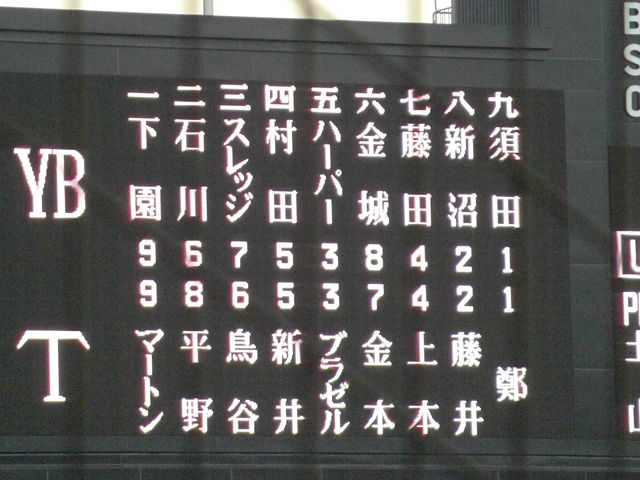 一 二 三 四 五 六 七 八 九
YB 下園 石川 スレッジ 村田 ハーパー 金城 藤田 新沼 須田
9 6 7 5 3 8 4 2 1
9 8 6 5 3 7 4 2 1
T マートン 平野 鳥谷 新井 ブラゼル 金本 上本 藤井 鄭
B
S
U
P
土
山